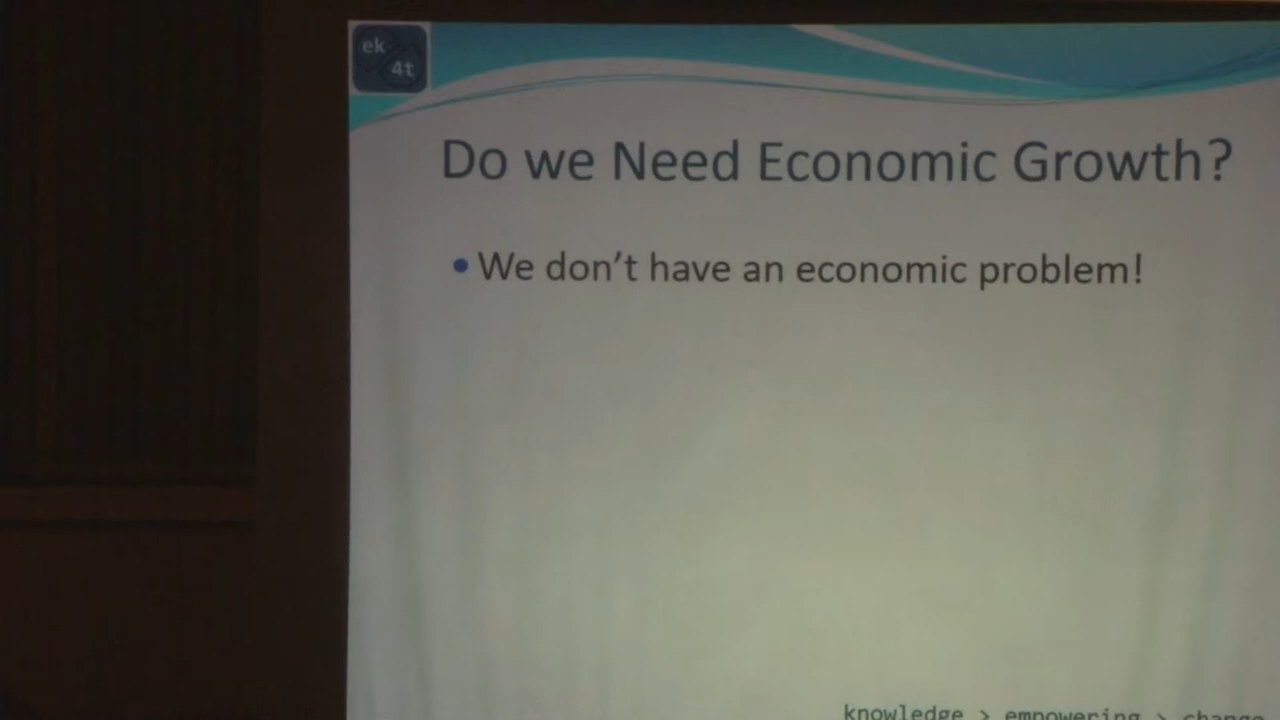 ek
4t
Do we Need Economic Growth?
• We don't have an economic problem!
knowledge > empowering > change